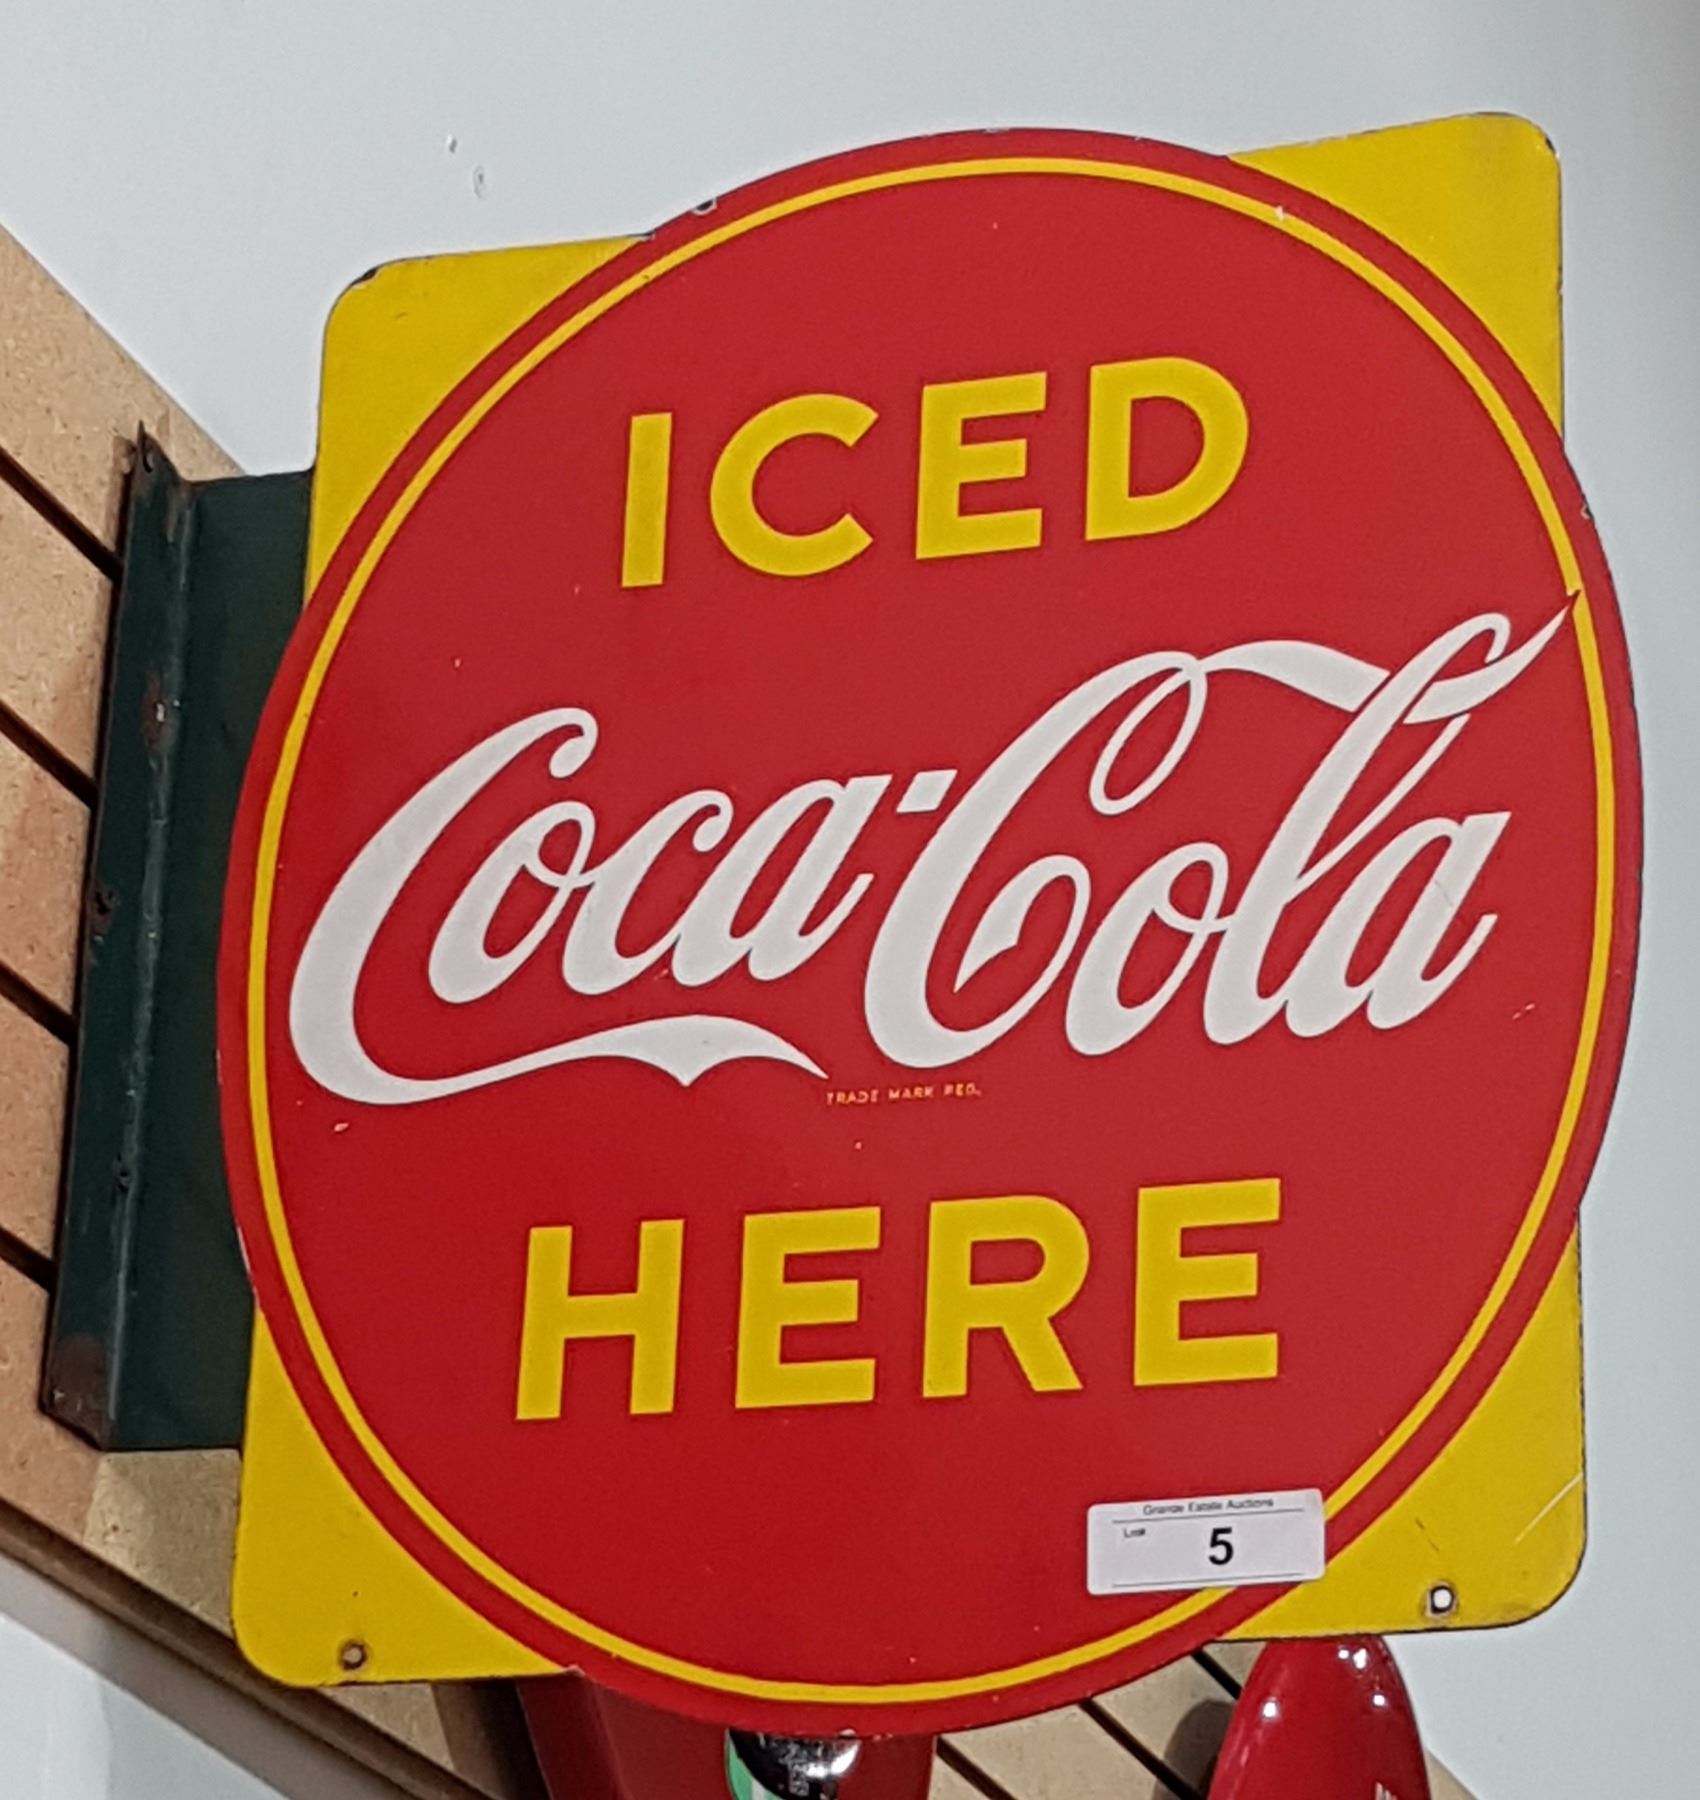 ICED
Coca-Cola
TRADE MARK REG.
HERE
Grande Estate Auctions
Lot#
5